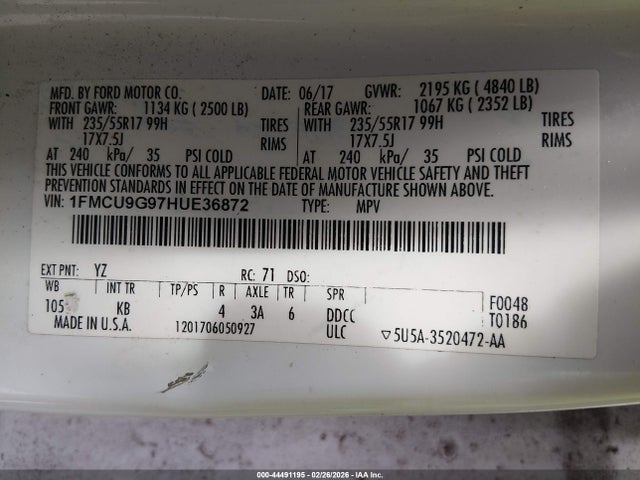 MFD. BY FORD MOTOR CO. DATE: 06/17 GVWR: 2195 KG ( 4840 LB)
FRONT GAWR: 1134 KG ( 2500 LB) REAR GAWR: 1067 KG ( 2352 LB)
WITH 235/55R17 99H TIRES WITH 235/55R17 99H TIRES
17X7.5J RIMS 17X7.5J RIMS
AT 240 kPa/ 35 PSI COLD AT 240 kPa/ 35 PSI COLD
THIS VEHICLE CONFORMS TO ALL APPLICABLE FEDERAL MOTOR VEHICLE SAFETY AND THEFT
PREVENTION STANDARDS IN EFFECT ON THE DATE OF MANUFACTURE SHOWN ABOVE.
VIN: 1FMCU9G97HUE36872 TYPE: MPV
EXT PNT: YZ RC: 71 DSO:
WB INT TR TP/PS R AXLE TR SPR
105 KB 4 3A 6 DDCC F0048
MADE IN U.S.A. 1201706050927 ULC ▽5U5A-3520472-AA T0186
000-44491195 - 02/26/2026 - IAA Inc.